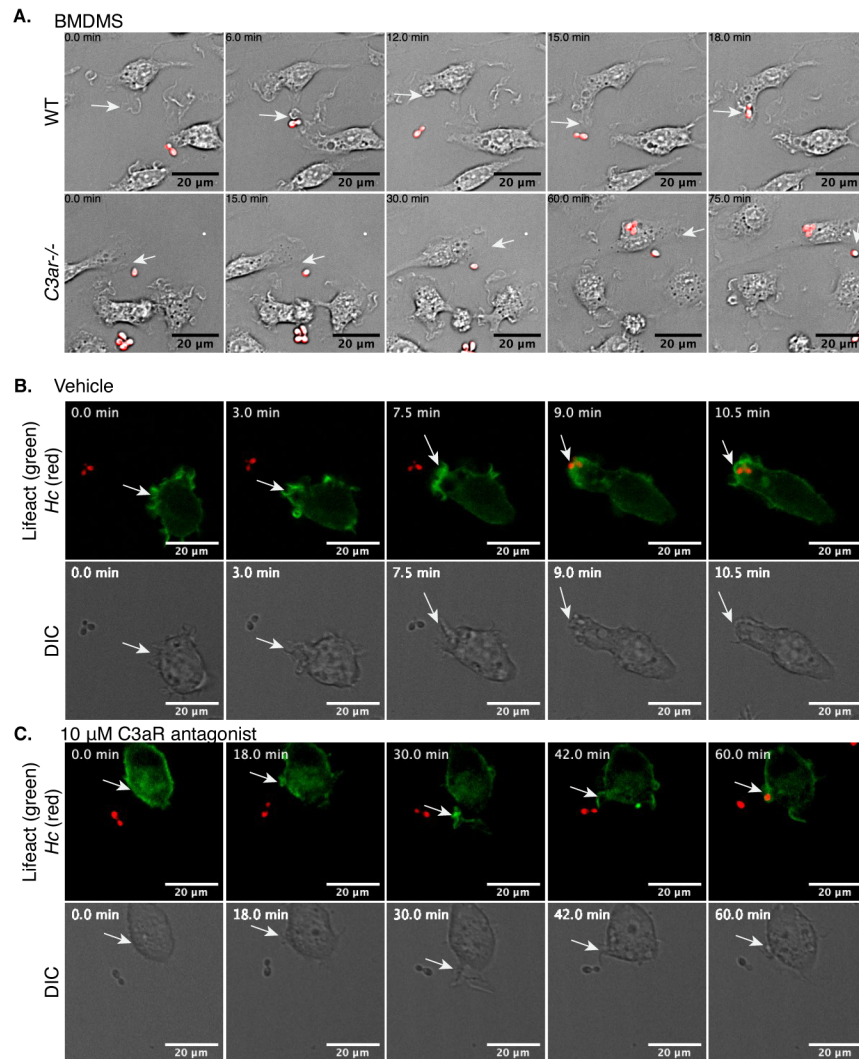 A. BMDMS
WT
0.0 min 6.0 min 12.0 min 15.0 min 18.0 min
20 µm 20 µm 20 µm 20 µm 20 µm
C3ar-/-
0.0 min 15.0 min 30.0 min 60.0 min 75.0 min
20 µm 20 µm 20 µm 20 µm 20 µm
B. Vehicle
Lifeact (green)
Hc (red)
0.0 min 3.0 min 7.5 min 9.0 min 10.5 min
20 µm 20 µm 20 µm 20 µm 20 µm
DIC
0.0 min 3.0 min 7.5 min 9.0 min 10.5 min
20 µm 20 µm 20 µm 20 µm 20 µm
C. 10 µM C3aR antagonist
Lifeact (green)
Hc (red)
0.0 min 18.0 min 30.0 min 42.0 min 60.0 min
20 µm 20 µm 20 µm 20 µm 20 µm
DIC
0.0 min 18.0 min 30.0 min 42.0 min 60.0 min
20 µm 20 µm 20 µm 20 µm 20 µm